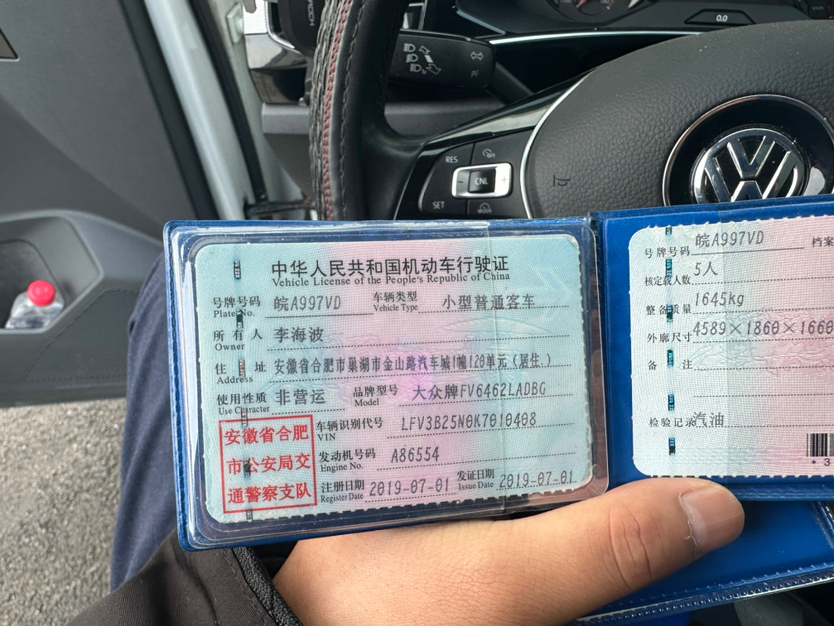 0.0
RES
CNL
SET
中华人民共和国机动车行驶证
Vehicle License of the People's Republic of China
号牌号码 皖A997VD 车辆类型 小型普通客车
Plate No. Vehicle Type
所有人 李海波
Owner
住址 安徽省合肥市巢湖市金山路汽车城1幢120单元(居住.)
Address
使用性质 非营运 品牌型号 大众牌FV6462LADBG
Use Character Model
安徽省合肥
市公安局交
通警察支队
车辆识别代号 LFV3B25N0K7010408
VIN
发动机号码 A86554
Engine No.
注册日期 2019-07-01 发证日期 2019-07-01
Register Date Issue Date
号牌号码 皖A997VD 档案
核定载人数 5人
整备质量 1645kg
外廓尺寸 4589×1860×1660
备注
检验记录 汽油
* 3